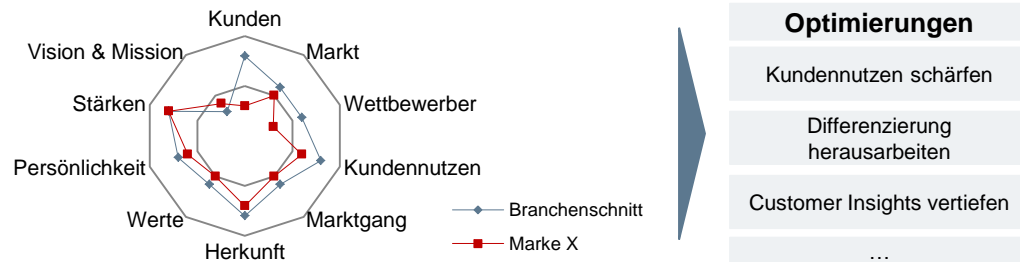 Kunden
Vision & Mission
Markt
Stärken
Wettbewerber
Persönlichkeit
Kundennutzen
Werte
Marktgang
Herkunft
Branchenschnitt
Marke X
Optimierungen
Kundennutzen schärfen
Differenzierung
herausarbeiten
Customer Insights vertiefen
…